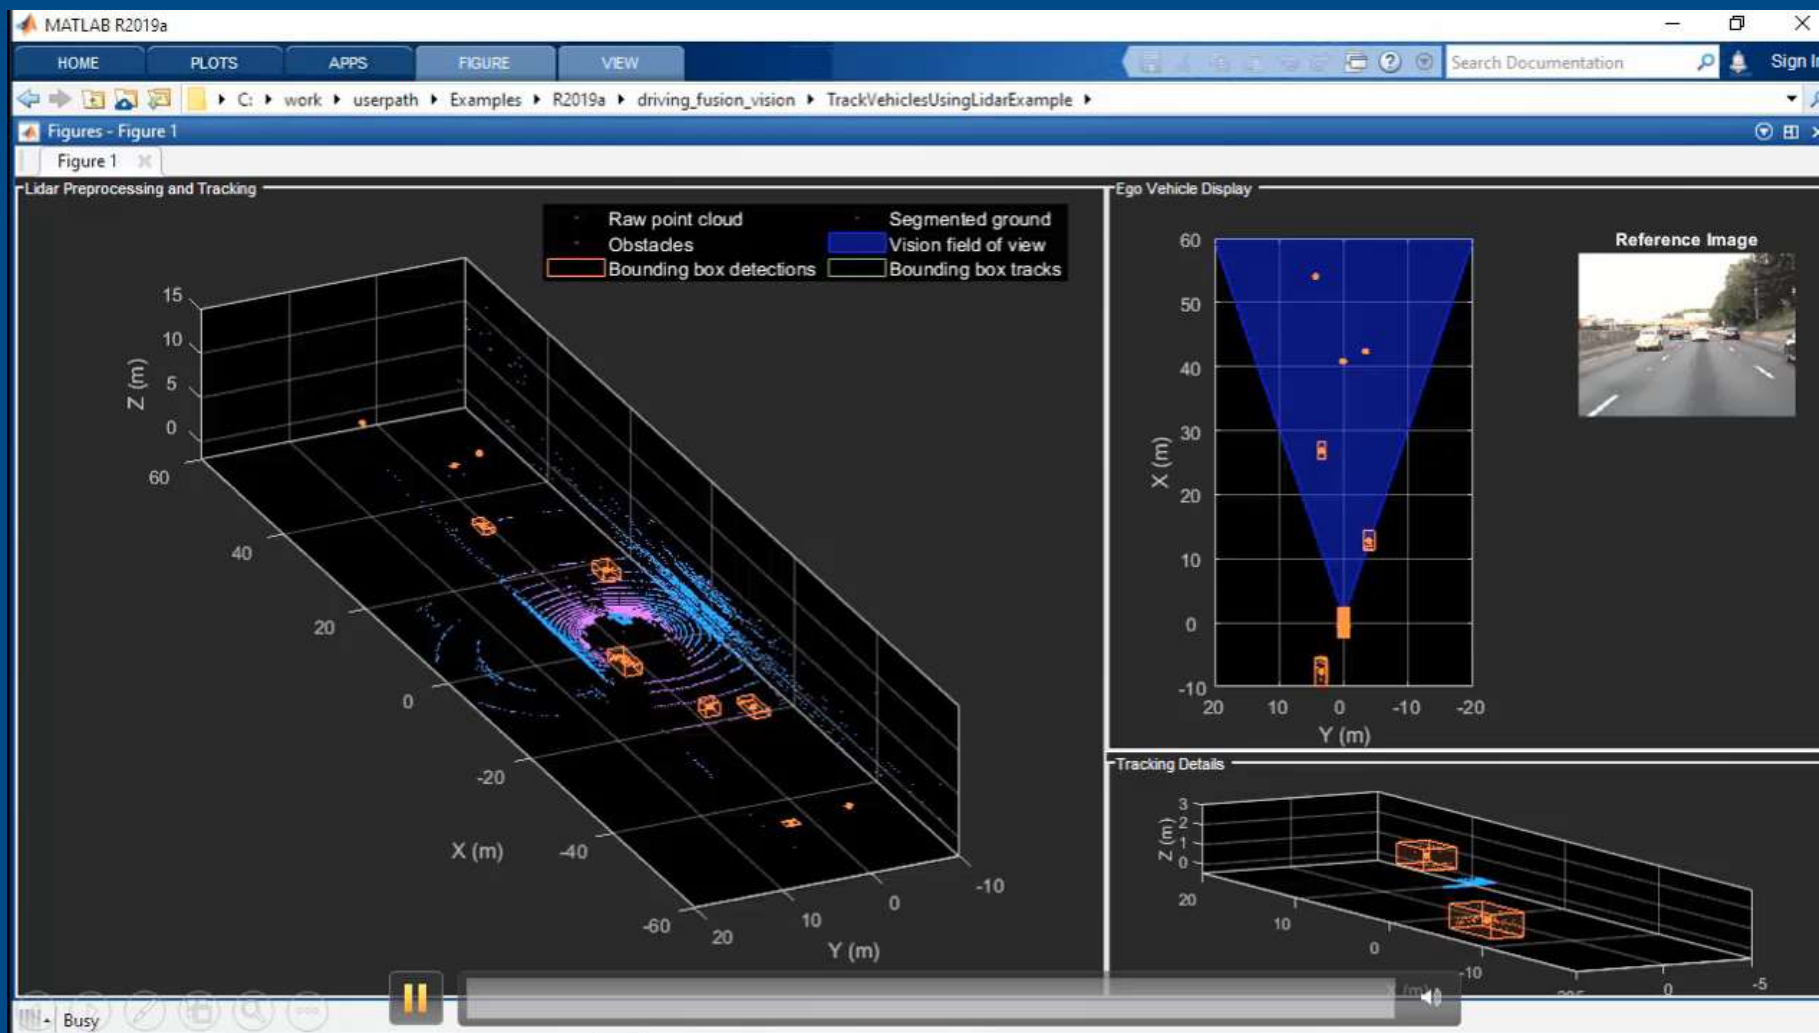 MATLAB R2019a
HOME PLOTS APPS FIGURE VIEW
Search Documentation
Sign In
C: work userpath Examples R2019a driving_fusion_vision TrackVehiclesUsingLidarExample
Figures - Figure 1
Figure 1
Lidar Preprocessing and Tracking
Raw point cloud Segmented ground
Obstacles Vision field of view
Bounding box detections Bounding box tracks
15
10
5
0
Z (m)
60
40
20
0
-20
-40
-60
X (m)
20
10
0
-10
Y (m)
Ego Vehicle Display
Reference Image
60
50
40
30
20
10
0
-10
X (m)
20 10 0 -10 -20
Y (m)
Tracking Details
3
2
1
0
Z (m)
20
10
0
-10
X (m)
0
-5
Busy